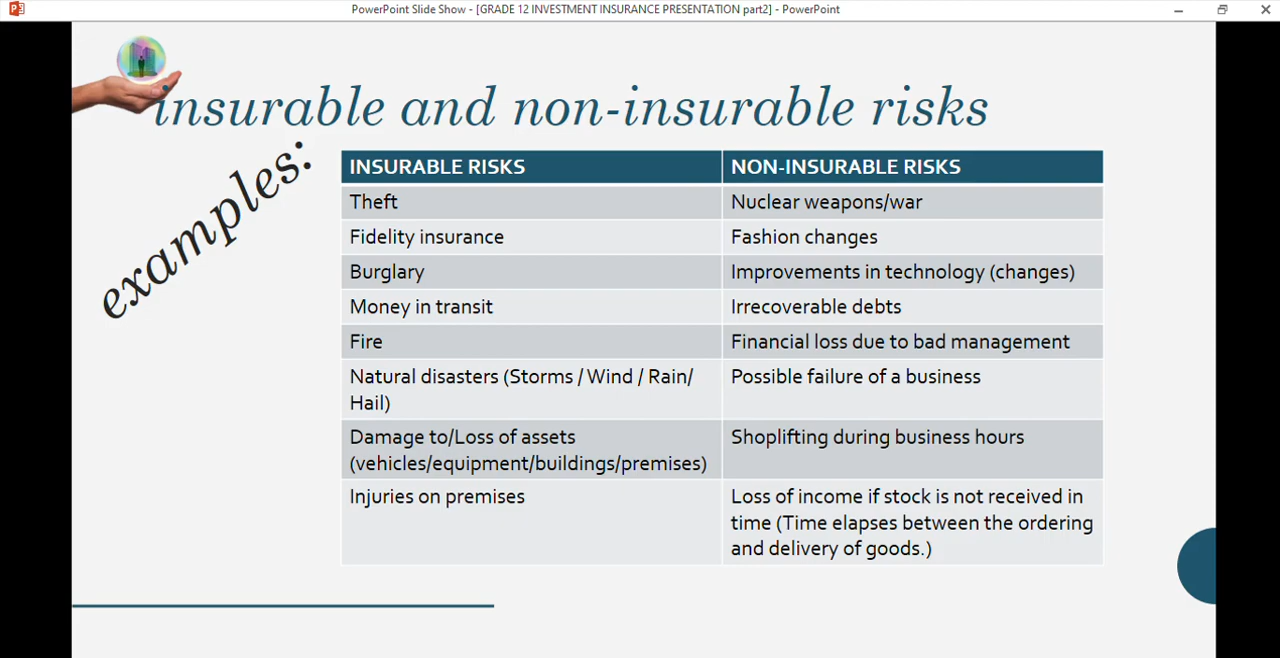 PowerPoint Slide Show - [GRADE 12 INVESTMENT INSURANCE PRESENTATION part2] - PowerPoint
insurable and non-insurable risks
examples:
INSURABLE RISKS
NON-INSURABLE RISKS
Theft
Nuclear weapons/war
Fidelity insurance
Fashion changes
Burglary
Improvements in technology (changes)
Money in transit
Irrecoverable debts
Fire
Financial loss due to bad management
Natural disasters (Storms / Wind / Rain/
Hail)
Possible failure of a business
Damage to/Loss of assets
(vehicles/equipment/buildings/premises)
Shoplifting during business hours
Injuries on premises
Loss of income if stock is not received in
time (Time elapses between the ordering
and delivery of goods.)